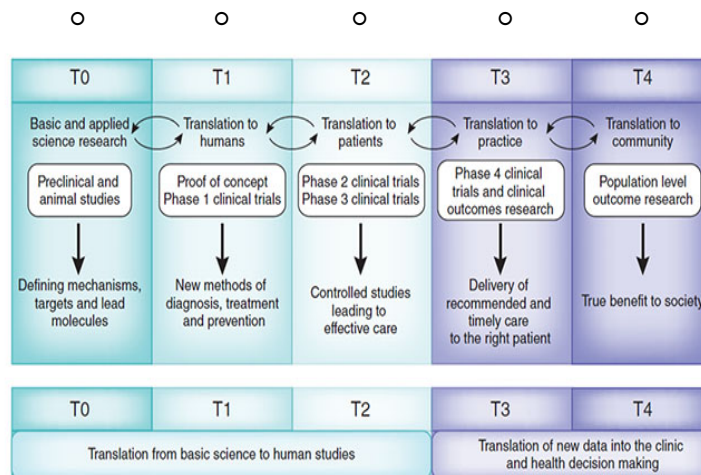 T0
T1
T2
T3
T4
Basic and applied
science research
Translation to
humans
Translation to
patients
Translation to
practice
Translation to
community
Preclinical and
animal studies
Proof of concept
Phase 1 clinical trials
Phase 2 clinical trials
Phase 3 clinical trials
Phase 4 clinical
trials and clinical
outcomes research
Population level
outcome research
Defining mechanisms,
targets and lead
molecules
New methods of
diagnosis, treatment
and prevention
Controlled studies
leading to
effective care
Delivery of
recommended and
timely care
to the right patient
True benefit to society
T0
T1
T2
T3
T4
Translation from basic science to human studies
Translation of new data into the clinic
and health decision making